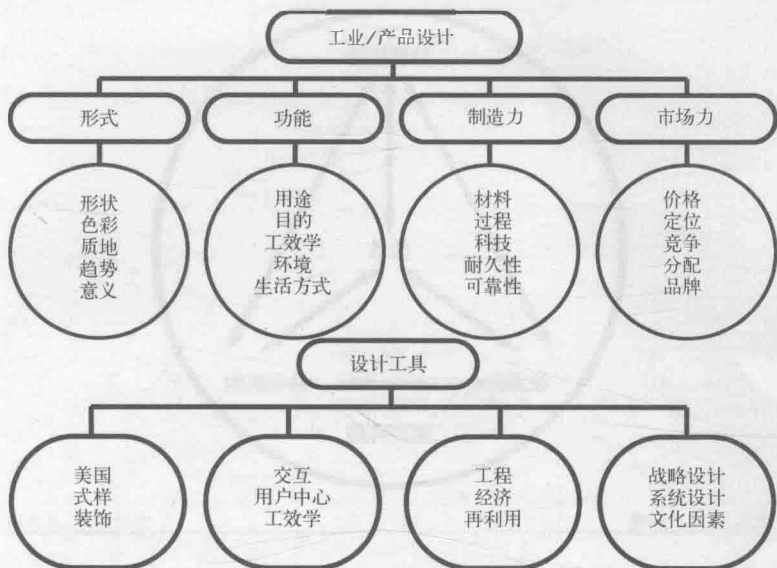 工业/产品设计
形式
功能
制造力
市场力
形状
色彩
质地
趋势
意义
用途
目的
工效学
环境
生活方式
材料
过程
科技
耐久性
可靠性
价格
定位
竞争
分配
品牌
设计工具
美国
式样
装饰
交互
用户中心
工效学
工程
经济
再利用
战略设计
系统设计
文化因素